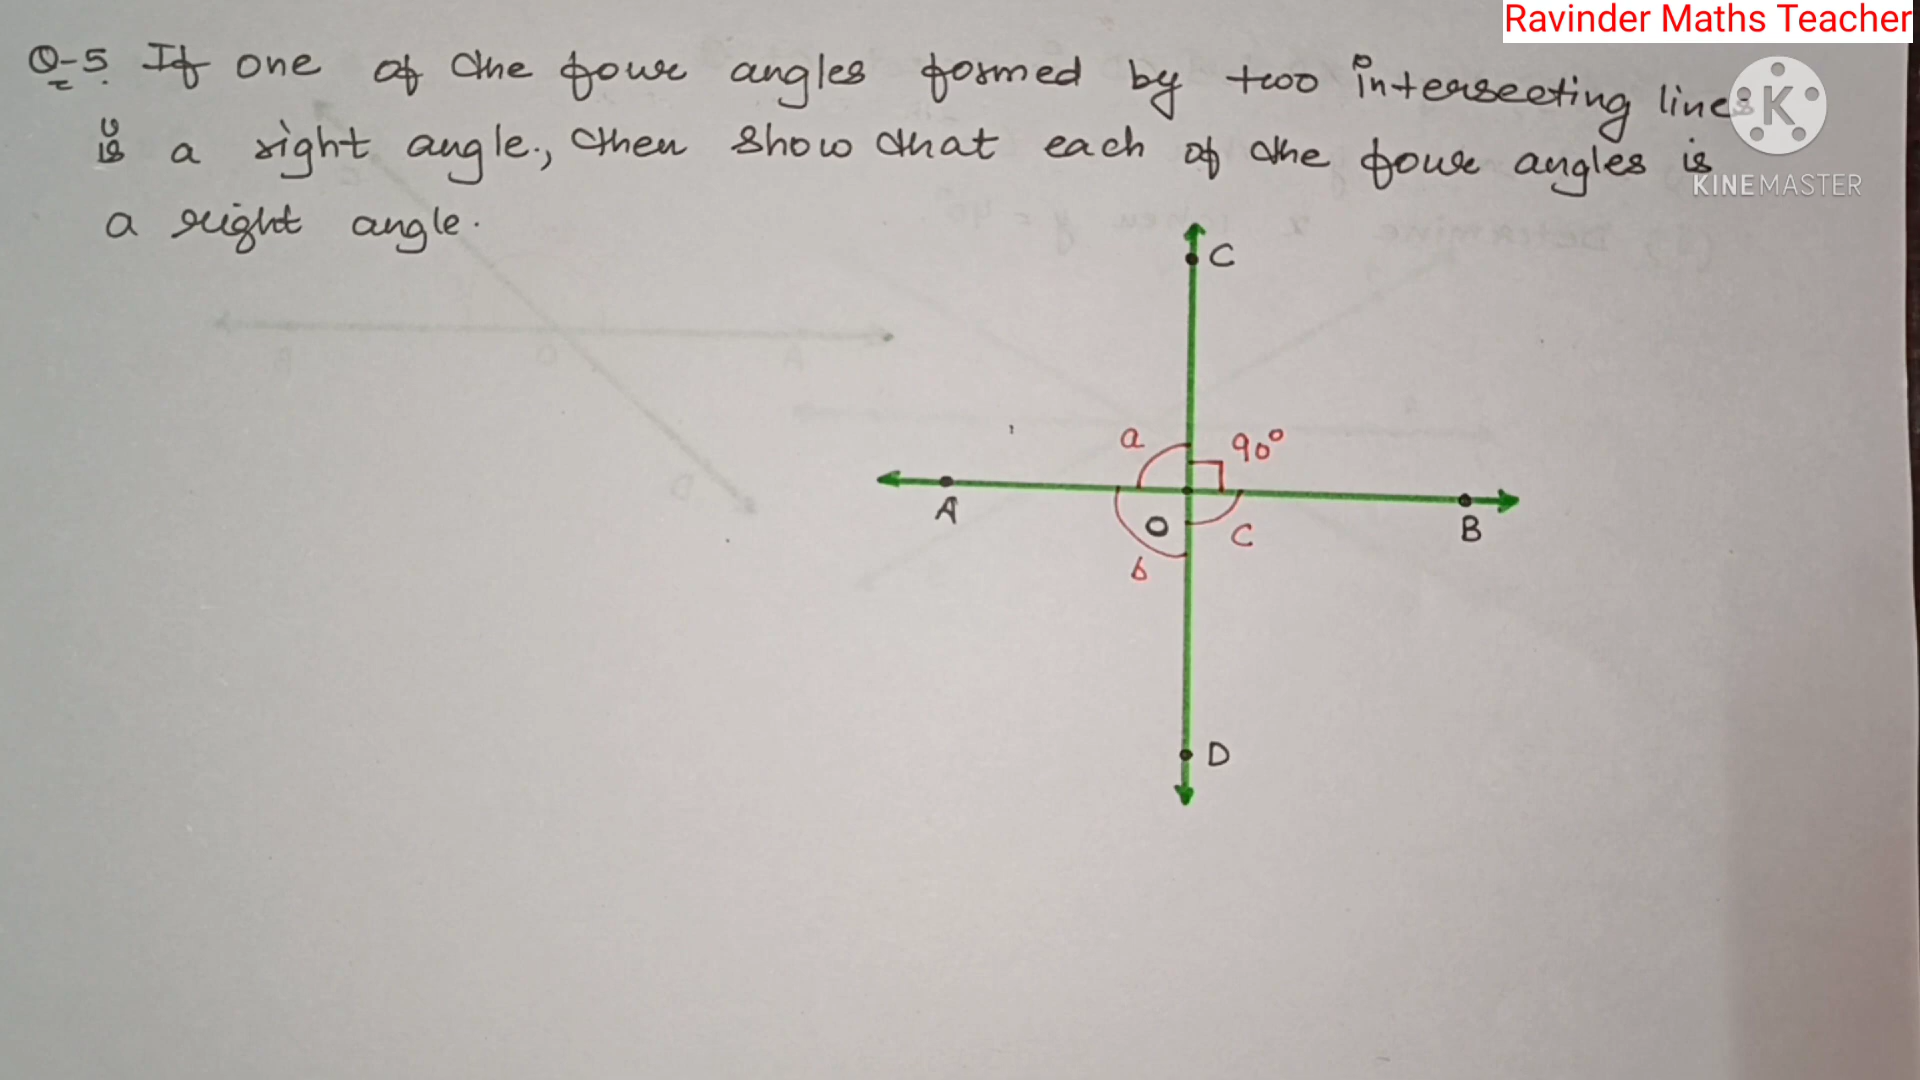 Ravinder Maths Teacher
Q-5. If one of the four angles formed by two intersecting lines
is a right angle., then show that each of the four angles is
KINEMASTER
a right angle.
C
a 90°
A O C B
b
D